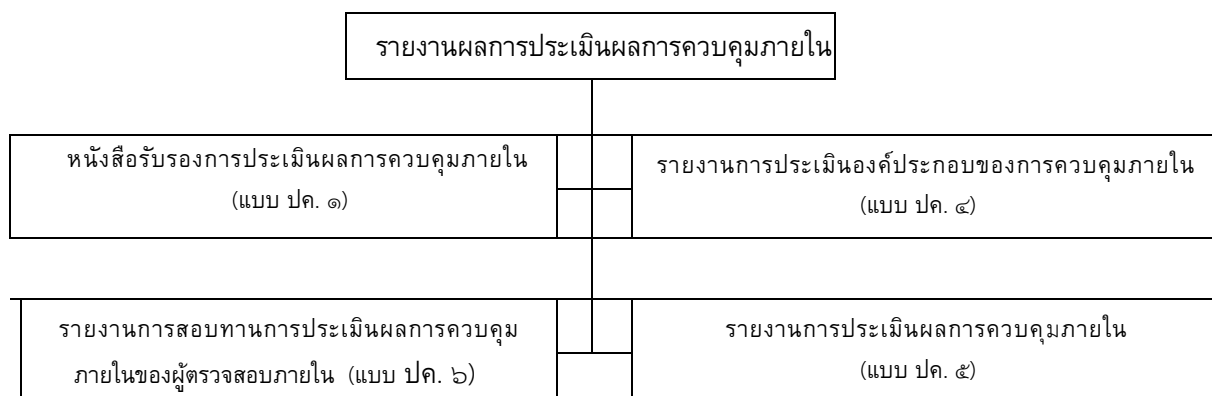 รายงานผลการประเมินผลการควบคุมภายใน
หนังสือรับรองการประเมินผลการควบคุมภายใน
(แบบ ปค. ๑)
รายงานการประเมินองค์ประกอบของการควบคุมภายใน
(แบบ ปค. ๔)
รายงานการสอบทานการประเมินผลการควบคุม
ภายในของผู้ตรวจสอบภายใน (แบบ ปค. ๖)
รายงานการประเมินผลการควบคุมภายใน
(แบบ ปค. ๕)